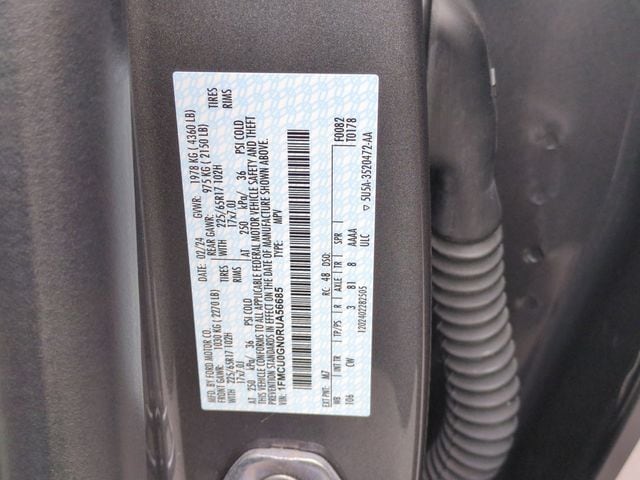 MFD. BY FORD MOTOR CO. DATE: 02/24 GVWR: 1978 KG ( 4360 LB)
FRONT GAWR: 1030 KG ( 2270 LB) REAR GAWR: 975 KG ( 2150 LB)
WITH 225/65R17 102H TIRES WITH 225/65R17 102H TIRES
17x7.0J RIMS 17x7.0J RIMS
AT 250 kPa/ 36 PSI COLD AT 250 kPa/ 36 PSI COLD
THIS VEHICLE CONFORMS TO ALL APPLICABLE FEDERAL MOTOR VEHICLE SAFETY AND THEFT
PREVENTION STANDARDS IN EFFECT ON THE DATE OF MANUFACTURE SHOWN ABOVE.
VIN: 1FMCU0GN0RUA56685 TYPE: MPV
F0082
T0178
EXT PNT: M7 RC: 48 DSO:
WB INT TR TP/PS R AXLE TR SPR
106 CW 3 B1 8 AAAA
ULC
1202402282505
▽ 5U5A-3520472-AA